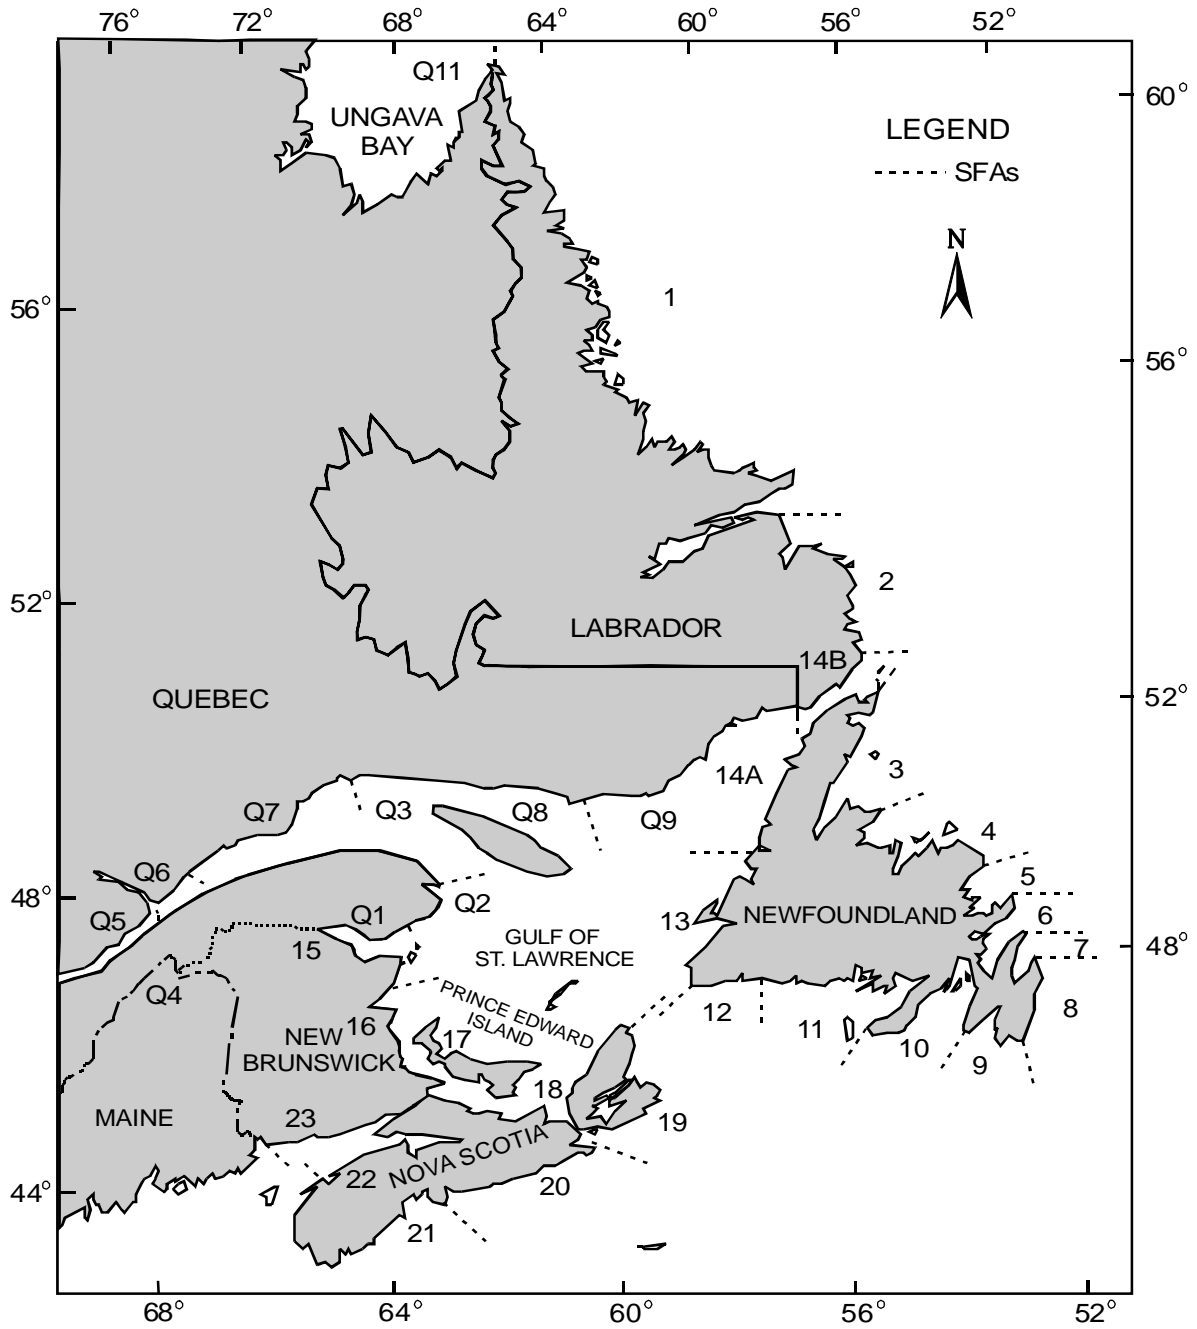 76° 72° 68° 64° 60° 56° 52°
Q11
60°
UNGAVA
BAY
LEGEND
SFAs
N
1
56°
56°
2
52°
LABRADOR
14B
QUEBEC
52°
3
14A
Q7
Q3
Q8
Q9
4
Q6
5
48°
Q5
Q1
Q2
13
NEWFOUNDLAND
6
15
GULF OF
ST. LAWRENCE
7
48°
Q4
PRINCE EDWARD
ISLAND
12
8
16
NEW
BRUNSWICK
17
11
10
9
18
MAINE
23
19
NOVA SCOTIA
22
20
44°
21
68° 64° 60° 56° 52°